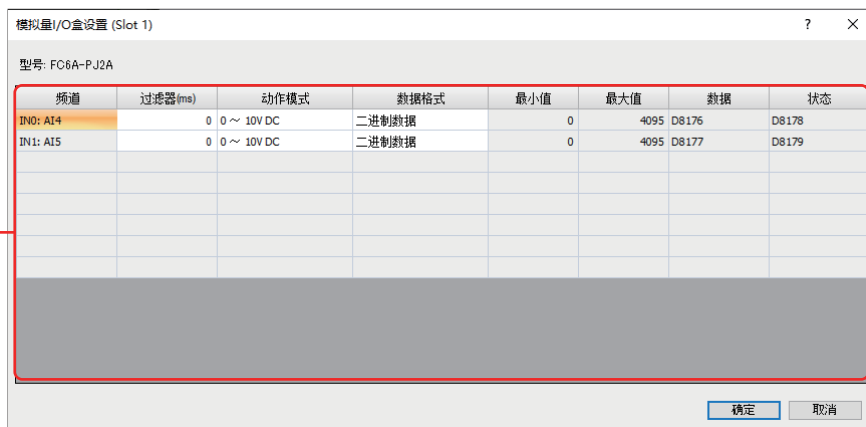 模拟量I/O盒设置 (Slot 1) ? ×
型号: FC6A-PJ2A
频道 过滤器(ms) 动作模式 数据格式 最小值 最大值 数据 状态
IN0: AI4 0 0 ～ 10V DC 二进制数据 0 4095 D8176 D8178
IN1: AI5 0 0 ～ 10V DC 二进制数据 0 4095 D8177 D8179
确定 取消